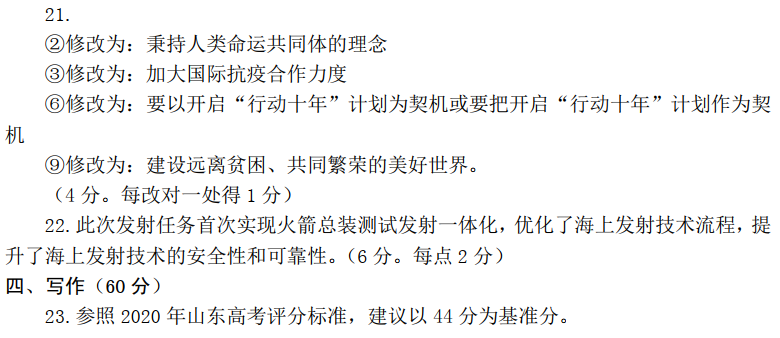 21.
②修改为：秉持人类命运共同体的理念
③修改为：加大国际抗疫合作力度
⑥修改为：要以开启“行动十年”计划为契机或要把开启“行动十年”计划作为契
机
⑨修改为：建设远离贫困、共同繁荣的美好世界。
（4 分。每改对一处得 1 分）
22.此次发射任务首次实现火箭总装测试发射一体化，优化了海上发射技术流程，提
升了海上发射技术的安全性和可靠性。（6 分。每点 2 分）
四、写作（60 分）
23.参照 2020 年山东高考评分标准，建议以 44 分为基准分。